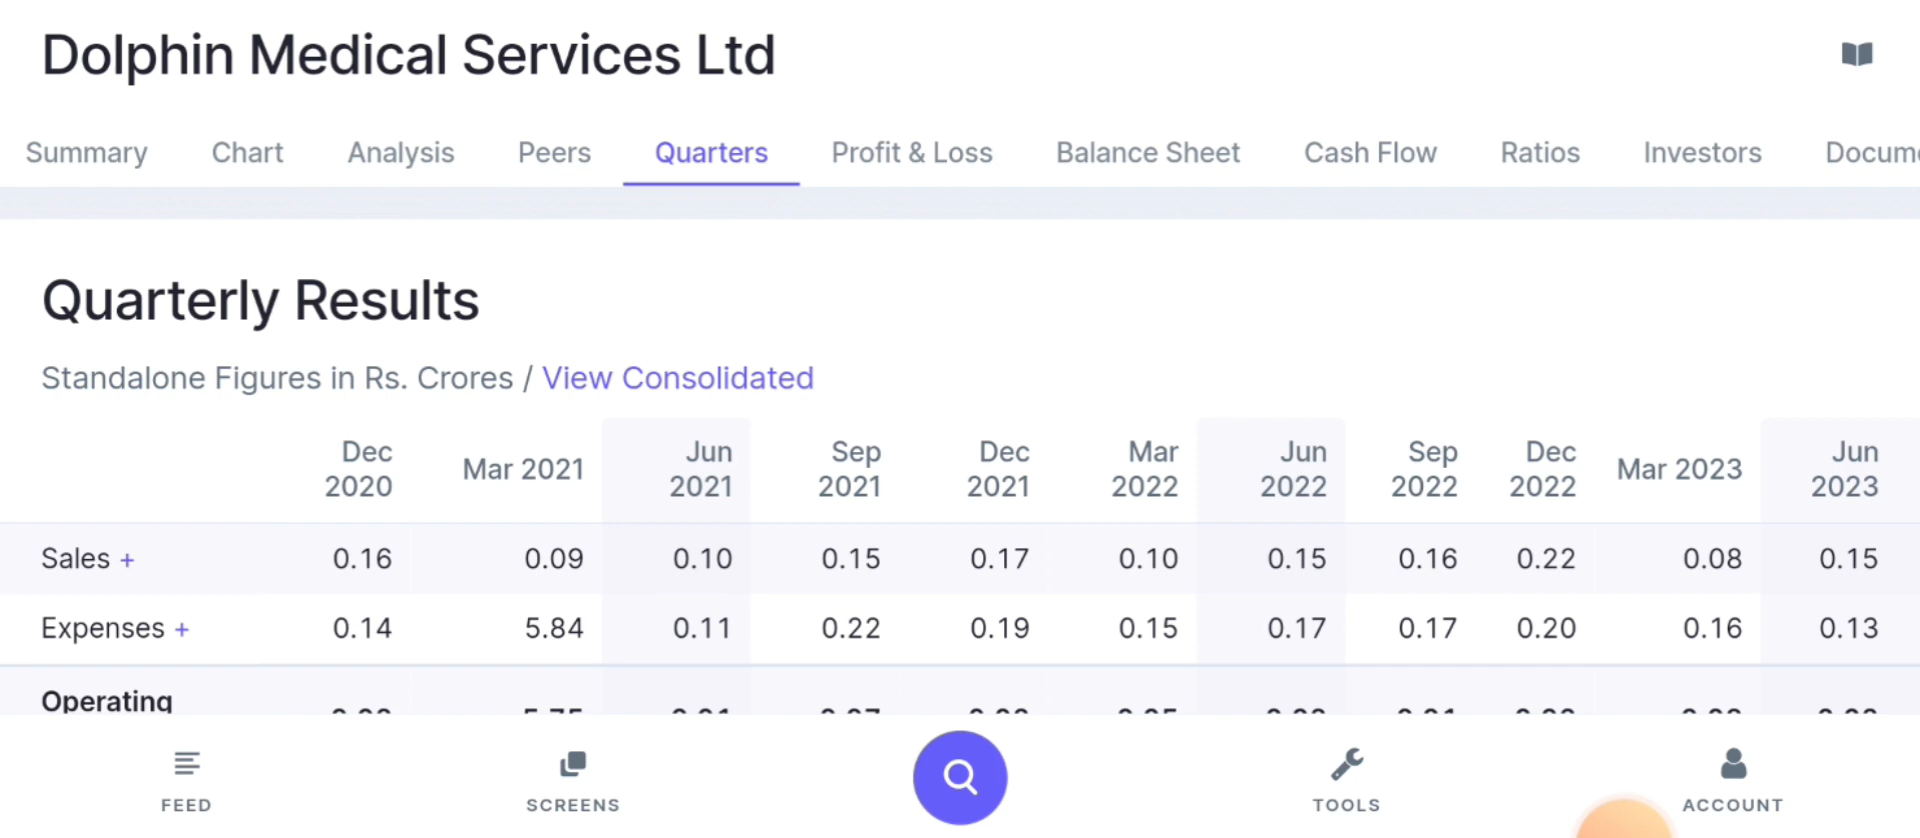 Dolphin Medical Services Ltd
Summary Chart Analysis Peers Quarters Profit & Loss Balance Sheet Cash Flow Ratios Investors Docum
Quarterly Results
Standalone Figures in Rs. Crores / View Consolidated
Dec 2020 Mar 2021 Jun 2021 Sep 2021 Dec 2021 Mar 2022 Jun 2022 Sep 2022 Dec 2022 Mar 2023 Jun 2023
Sales + 0.16 0.09 0.10 0.15 0.17 0.10 0.15 0.16 0.22 0.08 0.15
Expenses + 0.14 5.84 0.11 0.22 0.19 0.15 0.17 0.17 0.20 0.16 0.13
Operating
FEED SCREENS TOOLS ACCOUNT